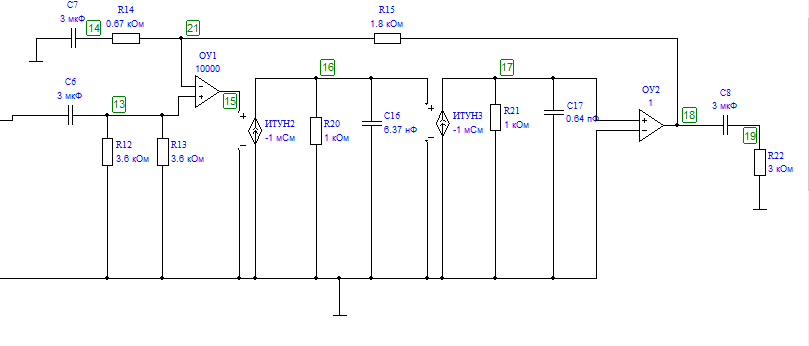 C7
3 мкФ
14
R14
0.67 кОм
21
R15
1.8 кОм
ОУ1
10000
16
17
C6
3 мкФ
13
15
ОУ2
1
18
C8
3 мкФ
19
R12
3.6 кОм
R13
3.6 кОм
ИТУН2
-1 мСм
R20
1 кОм
C16
6.37 нФ
ИТУН3
-1 мСм
R21
1 кОм
C17
0.64 пФ
R22
3 кОм